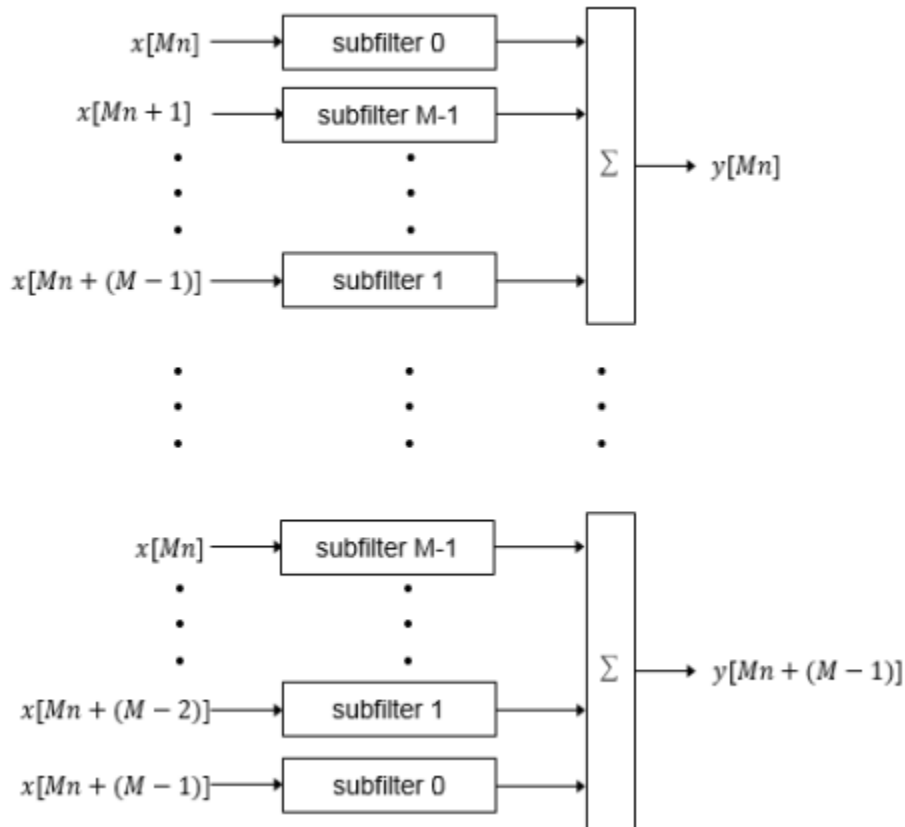 x[Mn] subfilter 0
x[Mn + 1] subfilter M-1
Σ y[Mn]
x[Mn + (M − 1)] subfilter 1
x[Mn] subfilter M-1
Σ y[Mn + (M − 1)]
x[Mn + (M − 2)] subfilter 1
x[Mn + (M − 1)] subfilter 0